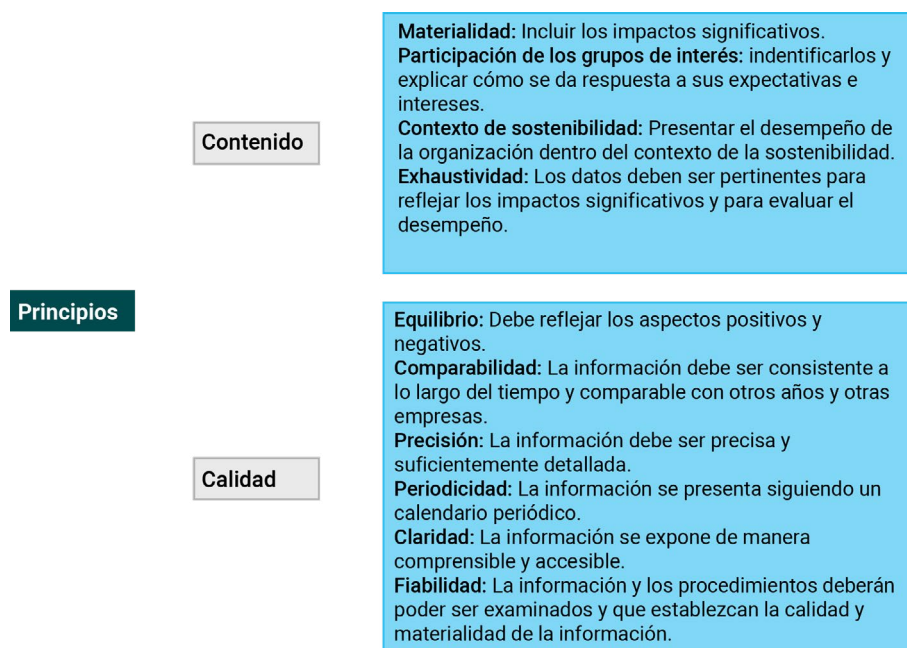 Principios
Contenido
Materialidad: Incluir los impactos significativos.
Participación de los grupos de interés: indentificarlos y
explicar cómo se da respuesta a sus expectativas e
intereses.
Contexto de sostenibilidad: Presentar el desempeño de
la organización dentro del contexto de la sostenibilidad.
Exhaustividad: Los datos deben ser pertinentes para
reflejar los impactos significativos y para evaluar el
desempeño.
Calidad
Equilibrio: Debe reflejar los aspectos positivos y
negativos.
Comparabilidad: La información debe ser consistente a
lo largo del tiempo y comparable con otros años y otras
empresas.
Precisión: La información debe ser precisa y
suficientemente detallada.
Periodicidad: La información se presenta siguiendo un
calendario periódico.
Claridad: La información se expone de manera
comprensible y accesible.
Fiabilidad: La información y los procedimientos deberán
poder ser examinados y que establezcan la calidad y
materialidad de la información.